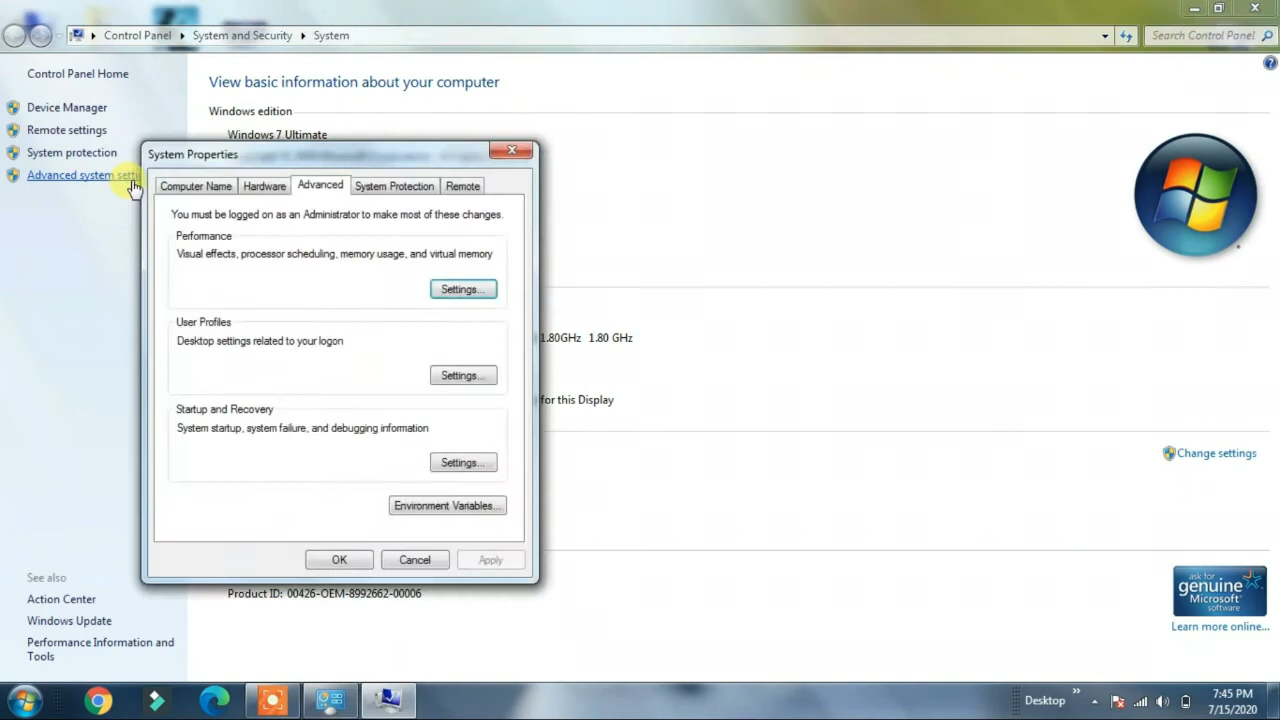 Control Panel
System and Security
System
Search Control Panel
Control Panel Home
Device Manager
Remote settings
System protection
Advanced system setti
View basic information about your computer
Windows edition
Windows 7 Ultimate
System Properties
Computer Name
Hardware
Advanced
System Protection
Remote
You must be logged on as an Administrator to make most of these changes.
Performance
Visual effects, processor scheduling, memory usage, and virtual memory
Settings...
User Profiles
Desktop settings related to your logon
Settings...
Startup and Recovery
System startup, system failure, and debugging information
Settings...
Environment Variables...
OK
Cancel
Apply
1.80GHz 1.80 GHz
for this Display
Change settings
Product ID: 00426-OEM-8992662-00006
ask for
genuine
Microsoft
software
Learn more online...
See also
Action Center
Windows Update
Performance Information and
Tools
Desktop
7:45 PM
7/15/2020